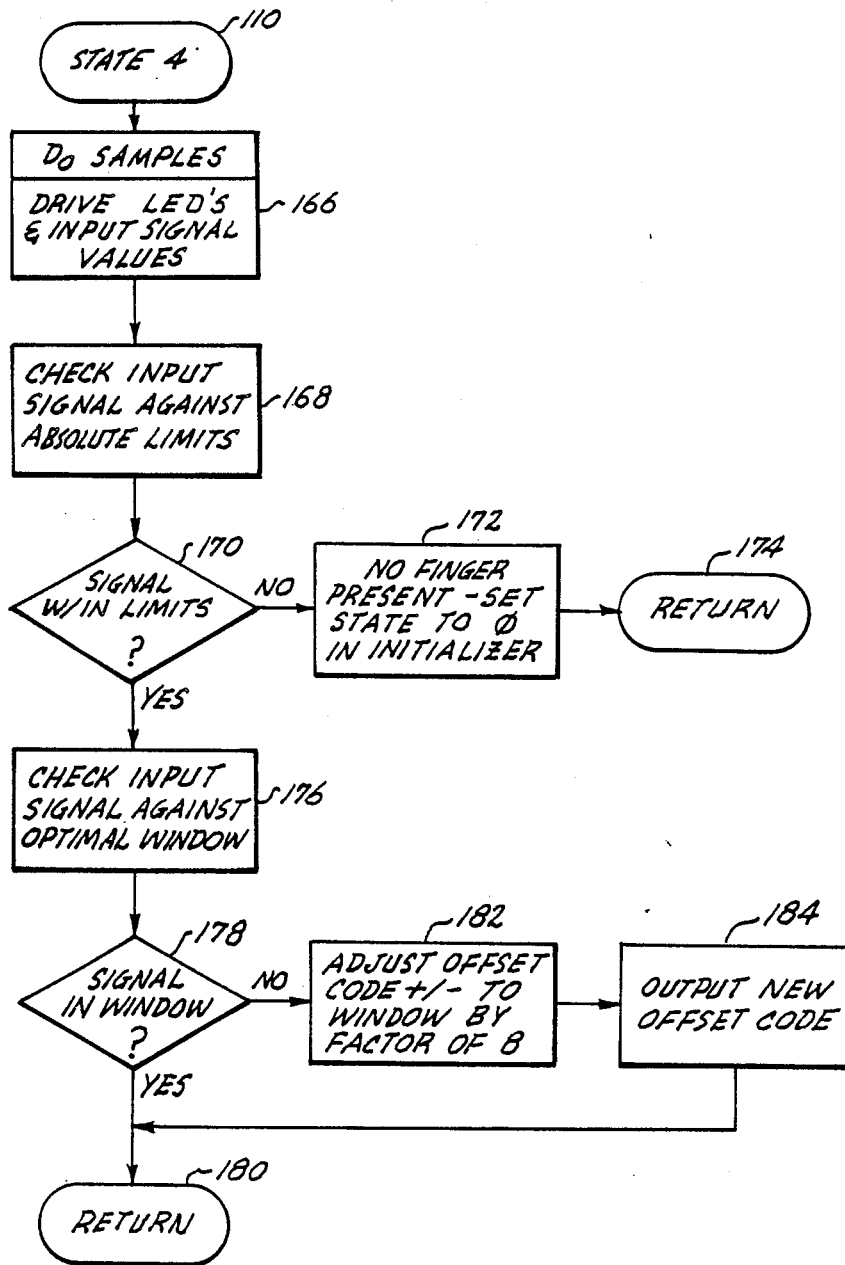 110
STATE 4
DO SAMPLES
DRIVE LED'S
& INPUT SIGNAL
VALUES
166
CHECK INPUT
SIGNAL AGAINST
ABSOLUTE LIMITS
168
170
SIGNAL
W/IN LIMITS
?
NO
YES
172
NO FINGER
PRESENT - SET
STATE TO Ø
IN INITIALIZER
174
RETURN
CHECK INPUT
SIGNAL AGAINST
OPTIMAL WINDOW
176
178
SIGNAL
IN WINDOW
?
NO
YES
182
ADJUST OFFSET
CODE +/- TO
WINDOW BY
FACTOR OF 8
184
OUTPUT NEW
OFFSET CODE
180
RETURN